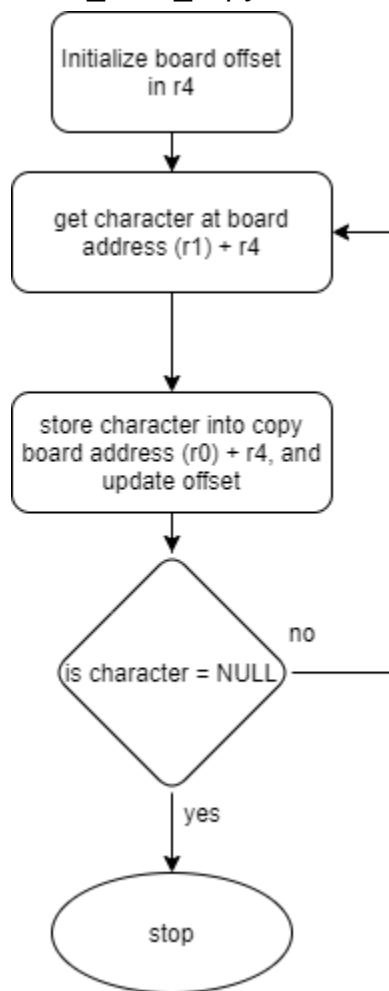 Initialize board offset
in r4
get character at board
address (r1) + r4
store character into copy
board address (r0) + r4, and
update offset
is character = NULL
no
yes
stop